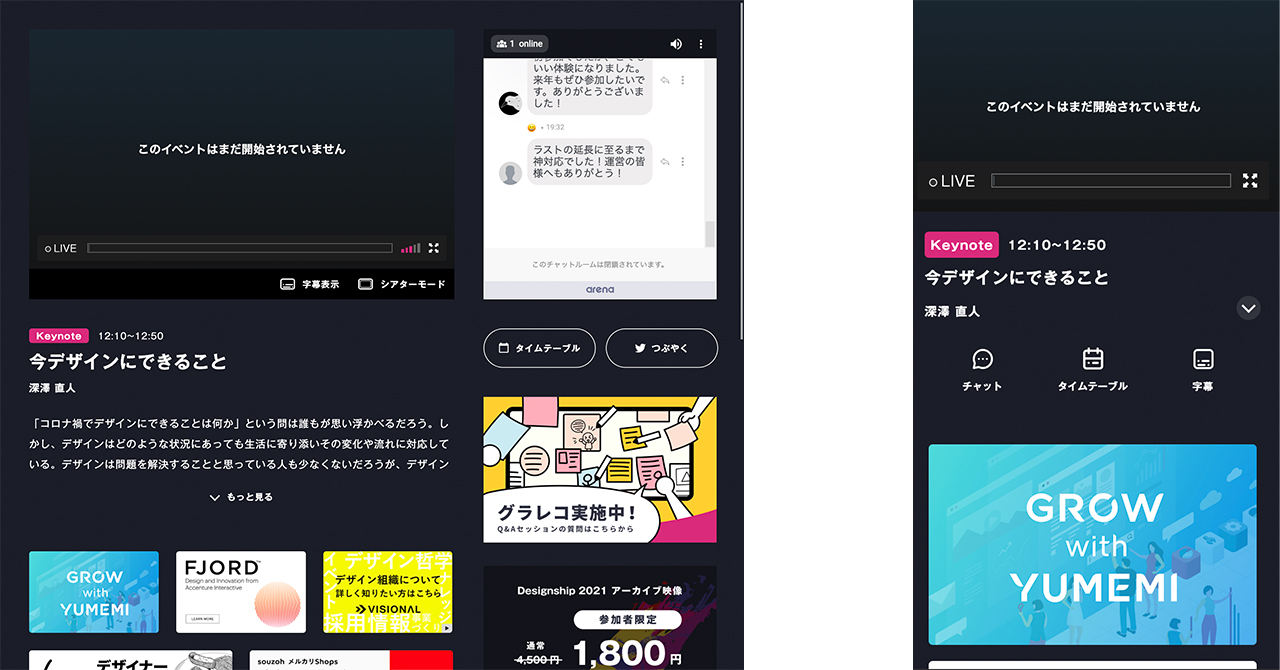 このイベントはまだ開始されていません
LIVE
字幕表示
シアターモード
Keynote 12:10~12:50
今デザインにできること
深澤 直人
「コロナ禍でデザインにできることは何か」という問は誰もが思い浮かべるだろう。し
かし、デザインはどのような状況にあっても生活に寄り添いその変化や流れに対応して
いる。デザインは問題を解決することと思っている人も少なくないだろうが、デザイン
もっと見る
GROW
with
YUMEMI
FJORD
Design and Innovation from
Accenture Interactive
LEARN MORE
デザイン哲学
デザイン組織について
詳しく知りたい方はこちら
VISIONAL
採用情報
デザイナー
souzoh メルカリShops
1 online
いい体験になりました。
来年もぜひ参加したいで
す。ありがとうございま
した！
19:32
ラストの延長に至るまで
神対応でした！運営の皆
様へもありがとう！
このチャットルームは閉鎖されています。
arena
タイムテーブル
つぶやく
グラレコ実施中！
Q&Aセッションの質問はこちらから
Designship 2021 アーカイブ映像
参加者限定
通常
4,500円
1,800円
このイベントはまだ開始されていません
LIVE
Keynote 12:10~12:50
今デザインにできること
深澤 直人
チャット
タイムテーブル
字幕
GROW
with
YUMEMI